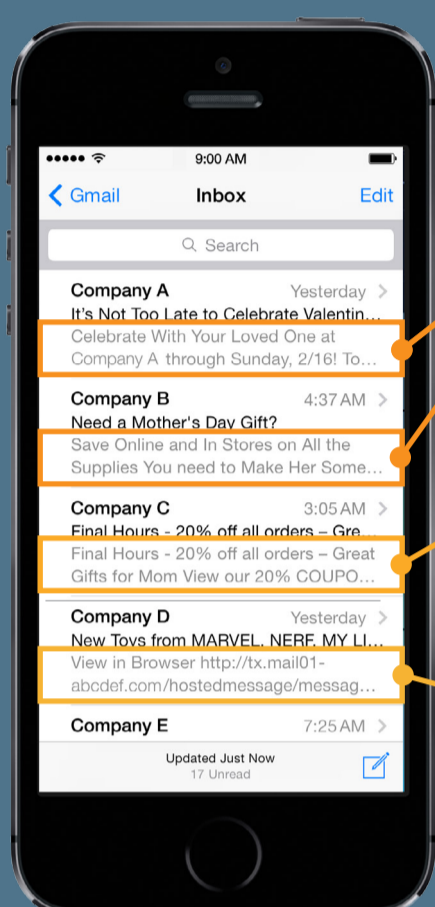 9:00 AM
Gmail Inbox Edit
Search
Company A Yesterday
It's Not Too Late to Celebrate Valentin...
Celebrate With Your Loved One at
Company A through Sunday, 2/16! To...
Company B 4:37 AM
Need a Mother's Day Gift?
Save Online and In Stores on All the
Supplies You need to Make Her Some...
Company C 3:05 AM
Final Hours - 20% off all orders – Gre...
Final Hours - 20% off all orders – Great
Gifts for Mom View our 20% COUPO...
Company D Yesterday
New Toys from MARVEL, NERF, MY LI...
View in Browser http://tx.mail01-
abcdef.com/hostedmessage/messag...
Company E 7:25 AM
Updated Just Now
17 Unread